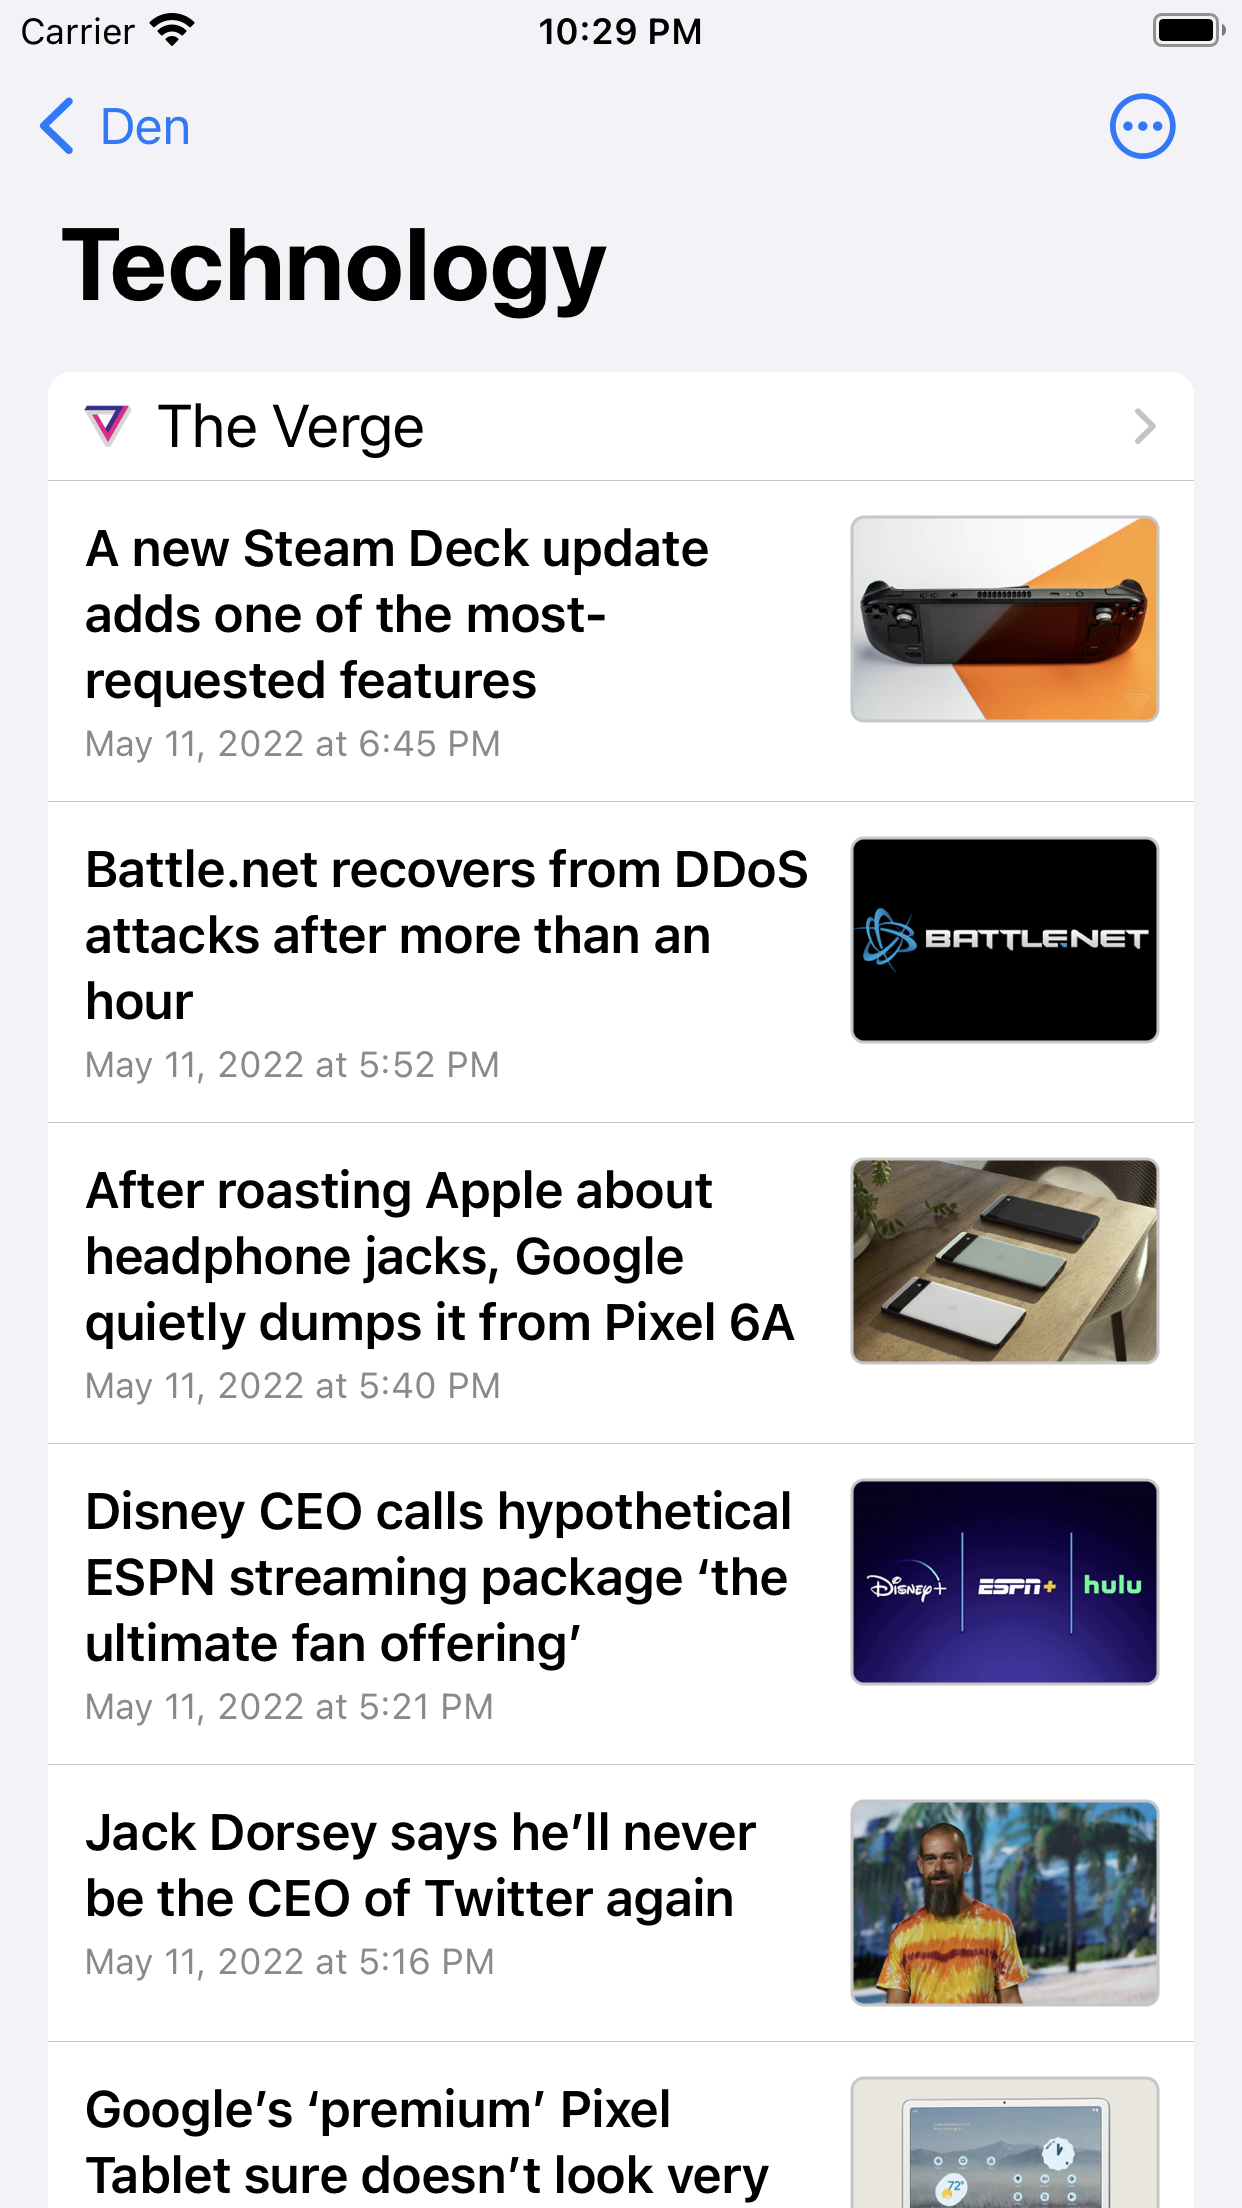 Carrier 10:29 PM
Den
Technology
The Verge
A new Steam Deck update
adds one of the most-
requested features
May 11, 2022 at 6:45 PM
Battle.net recovers from DDoS
attacks after more than an
hour
May 11, 2022 at 5:52 PM
BATTLE.NET
After roasting Apple about
headphone jacks, Google
quietly dumps it from Pixel 6A
May 11, 2022 at 5:40 PM
Disney CEO calls hypothetical
ESPN streaming package ‘the
ultimate fan offering’
May 11, 2022 at 5:21 PM
Disney+ ESPN+ hulu
Jack Dorsey says he’ll never
be the CEO of Twitter again
May 11, 2022 at 5:16 PM
Google’s ‘premium’ Pixel
Tablet sure doesn’t look very
72°